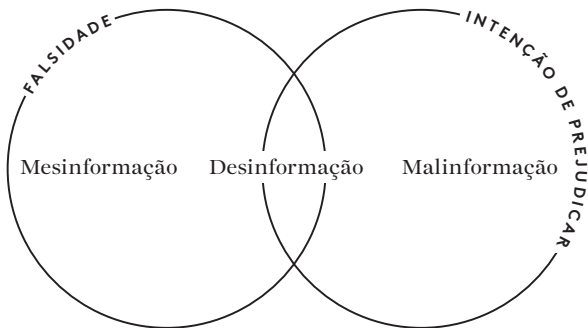 FALSIDADE
INTENÇÃO DE PREJUDICAR
Mesinformação Desinformação Malinformação